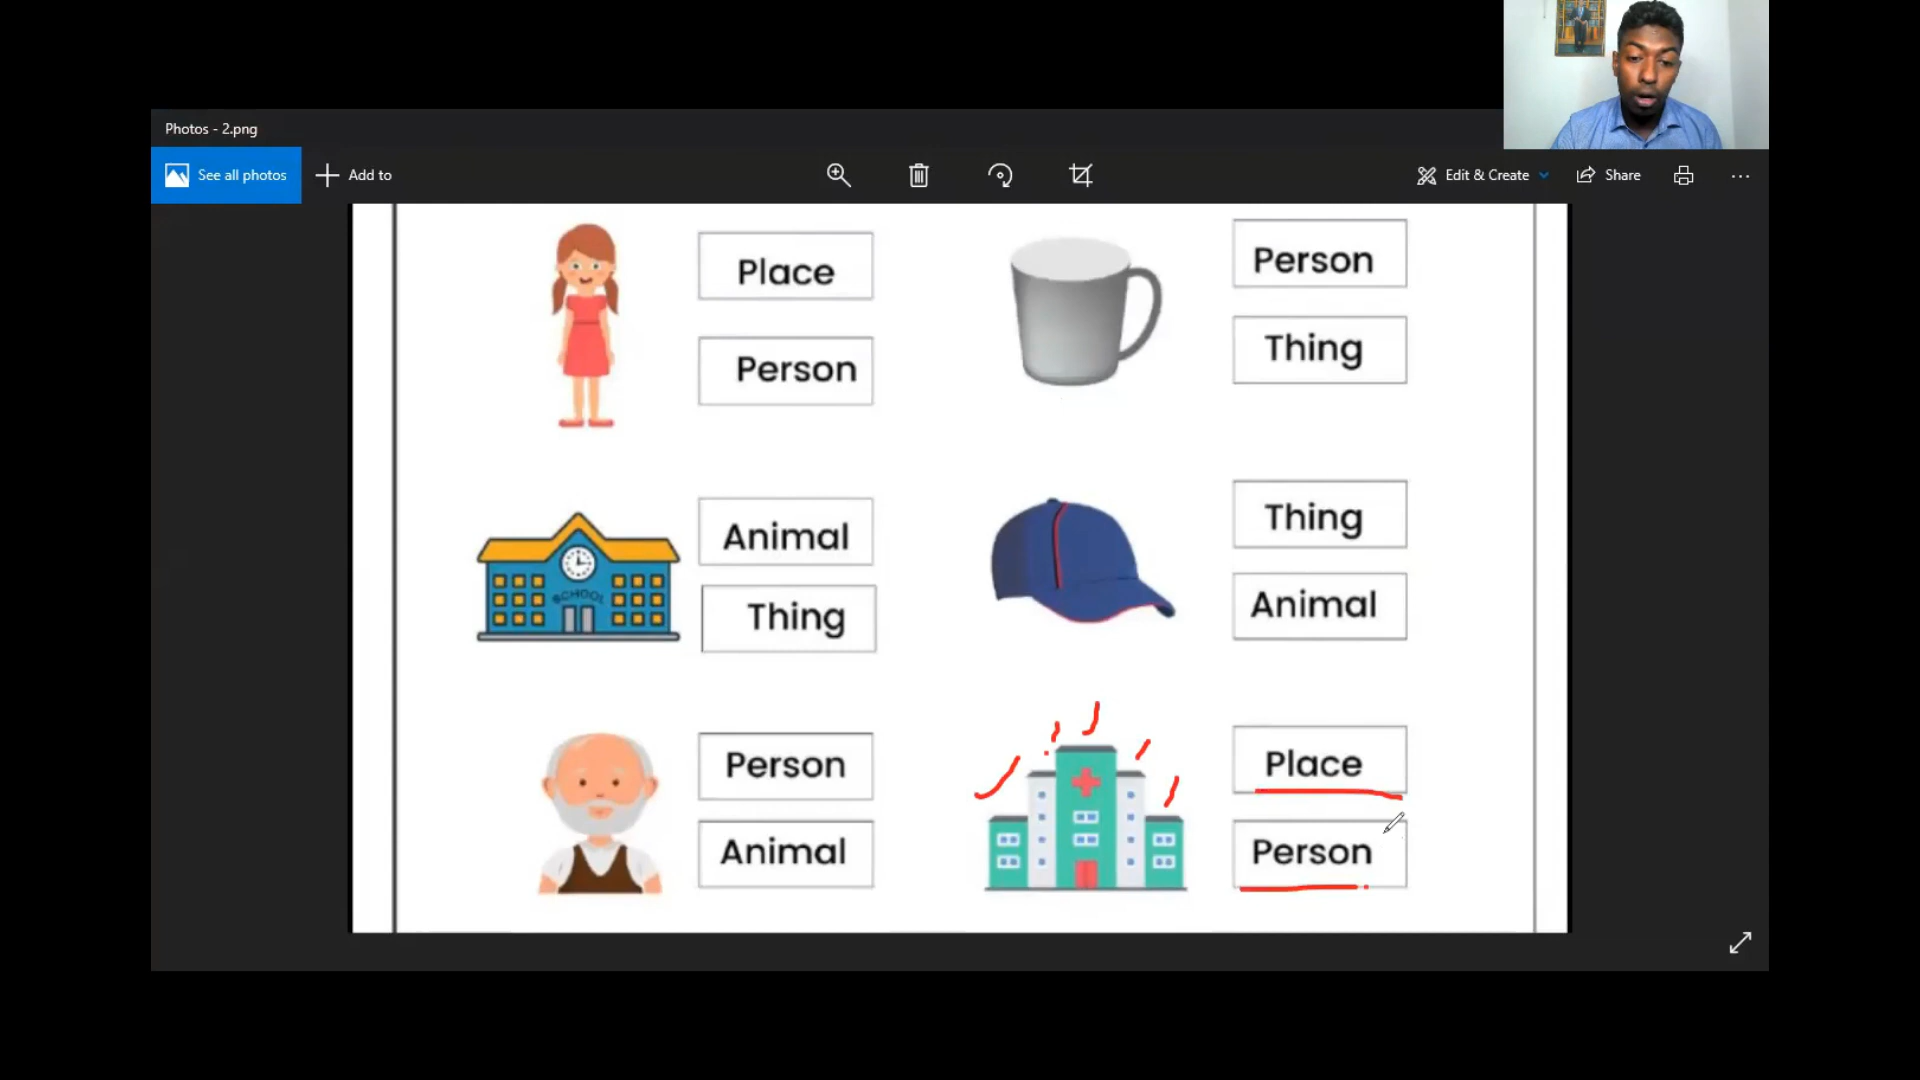 Photos - 2.png
See all photos
Add to
Edit & Create
Share
Place
Person
Person
Thing
SCHOOL
Animal
Thing
Thing
Animal
Person
Animal
Place
Person